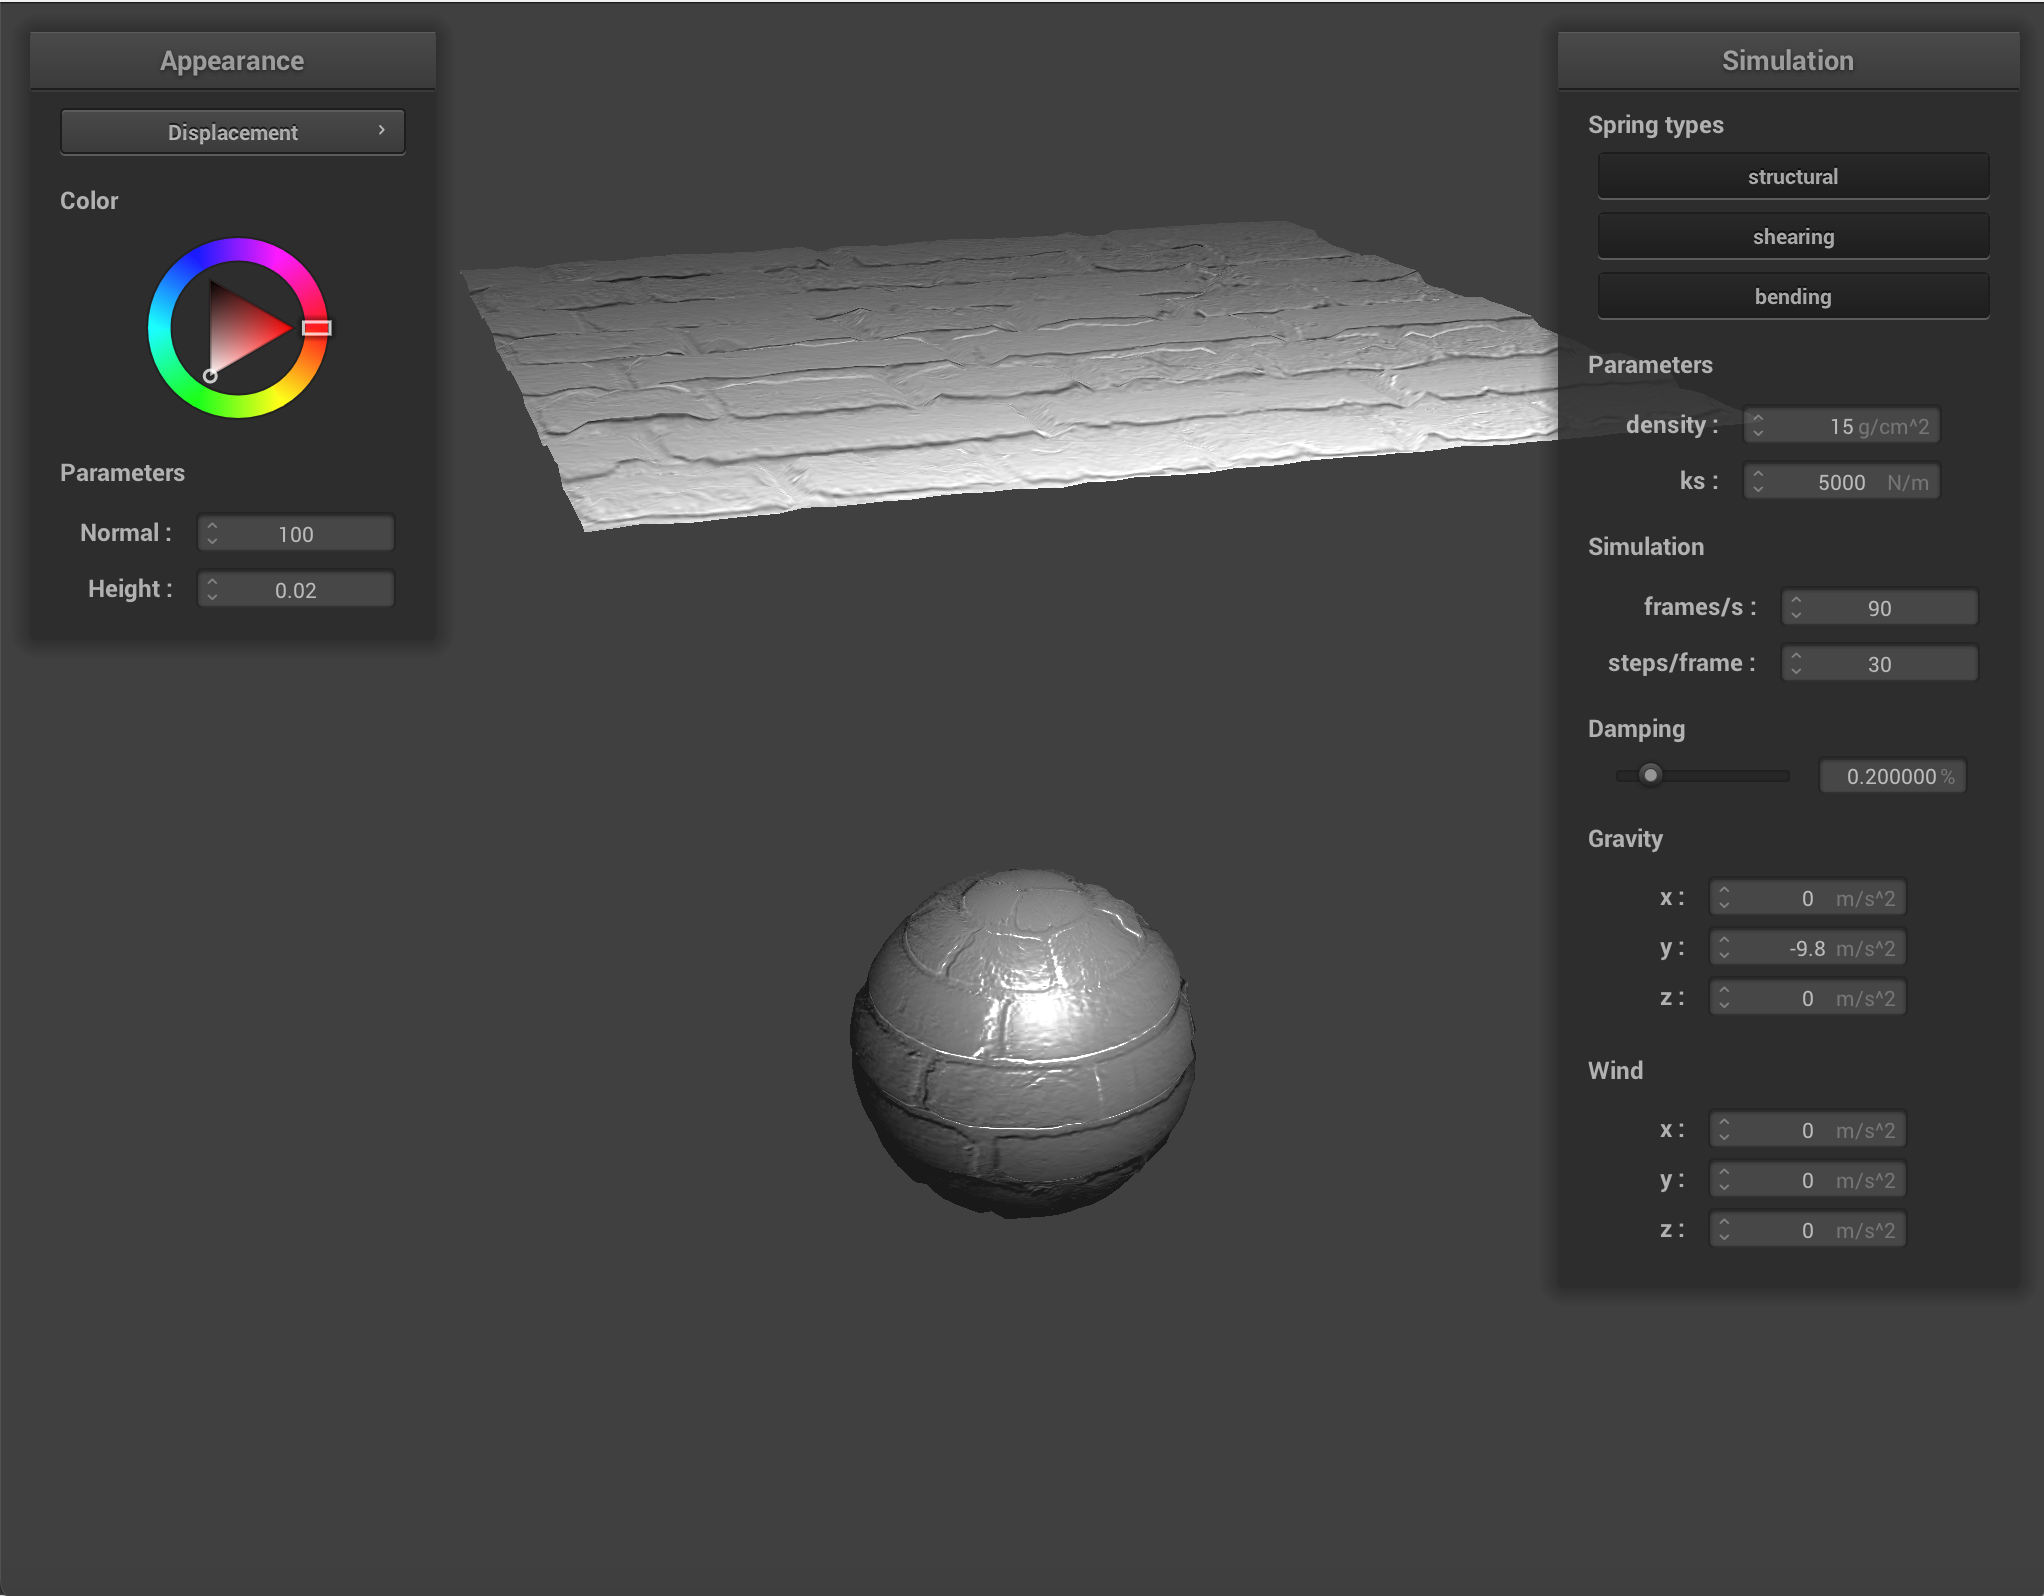 Appearance
Displacement
Color
Parameters
Normal : 100
Height : 0.02
Simulation
Spring types
structural
shearing
bending
Parameters
density : 15 g/cm^2
ks : 5000 N/m
Simulation
frames/s : 90
steps/frame : 30
Damping
0.200000 %
Gravity
x : 0 m/s^2
y : -9.8 m/s^2
z : 0 m/s^2
Wind
x : 0 m/s^2
y : 0 m/s^2
z : 0 m/s^2